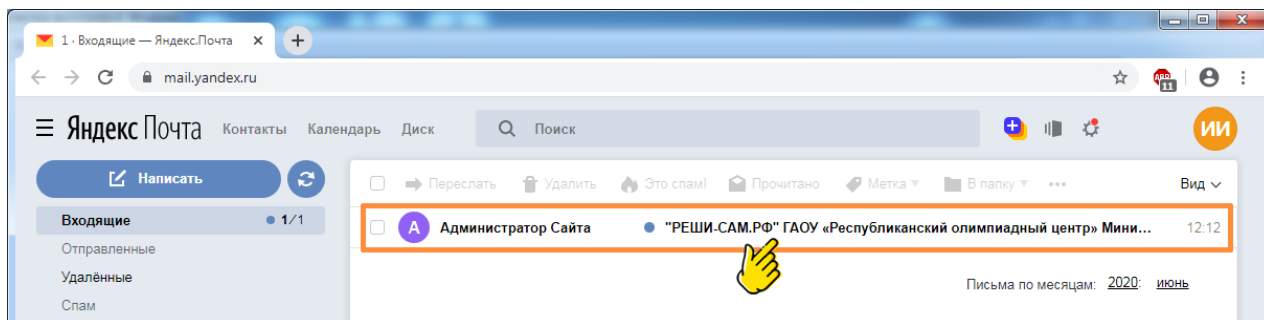 1 · Входящие — Яндекс.Почта
mail.yandex.ru
ABP
11
Яндекс Почта Контакты Календарь Диск Поиск ИИ
Написать
Переслать Удалить Это спам! Прочитано Метка В папку ••• Вид
Входящие 1/1
А Администратор Сайта "РЕШИ-САМ.РФ" ГАОУ «Республиканский олимпиадный центр» Мини... 12:12
Отправленные
Удалённые
Письма по месяцам: 2020: июнь
Спам